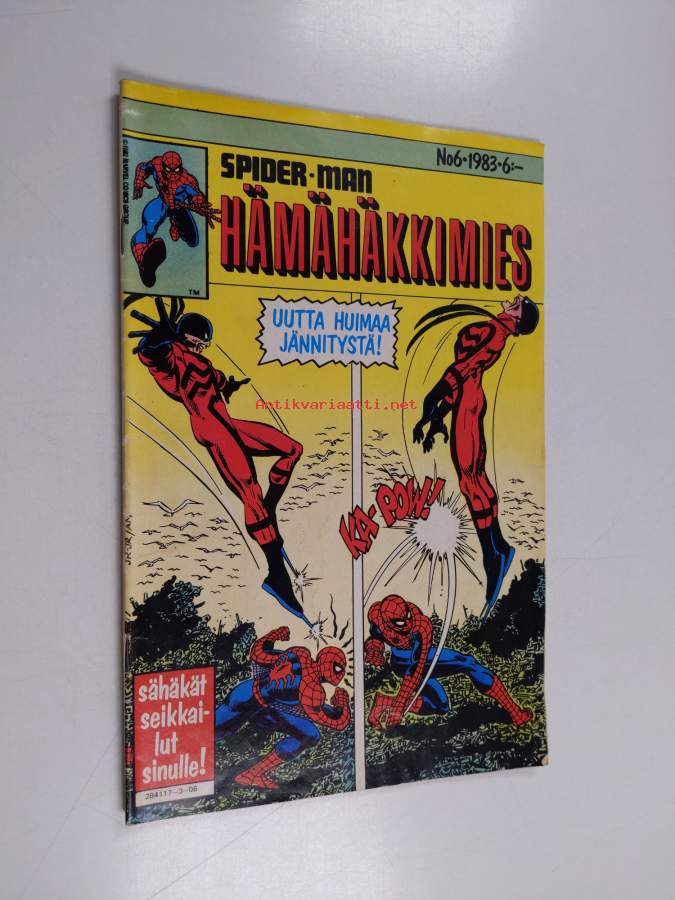 No6•1983•6:–
SPIDER•MAN
HÄMÄHÄKKIMIES
TM
UUTTA HUIMAA
JÄNNITYSTÄ!
Antikvariaatti.net
KA-POW!
sähäkät
seikkai-
lut
sinulle!
284117–3–06